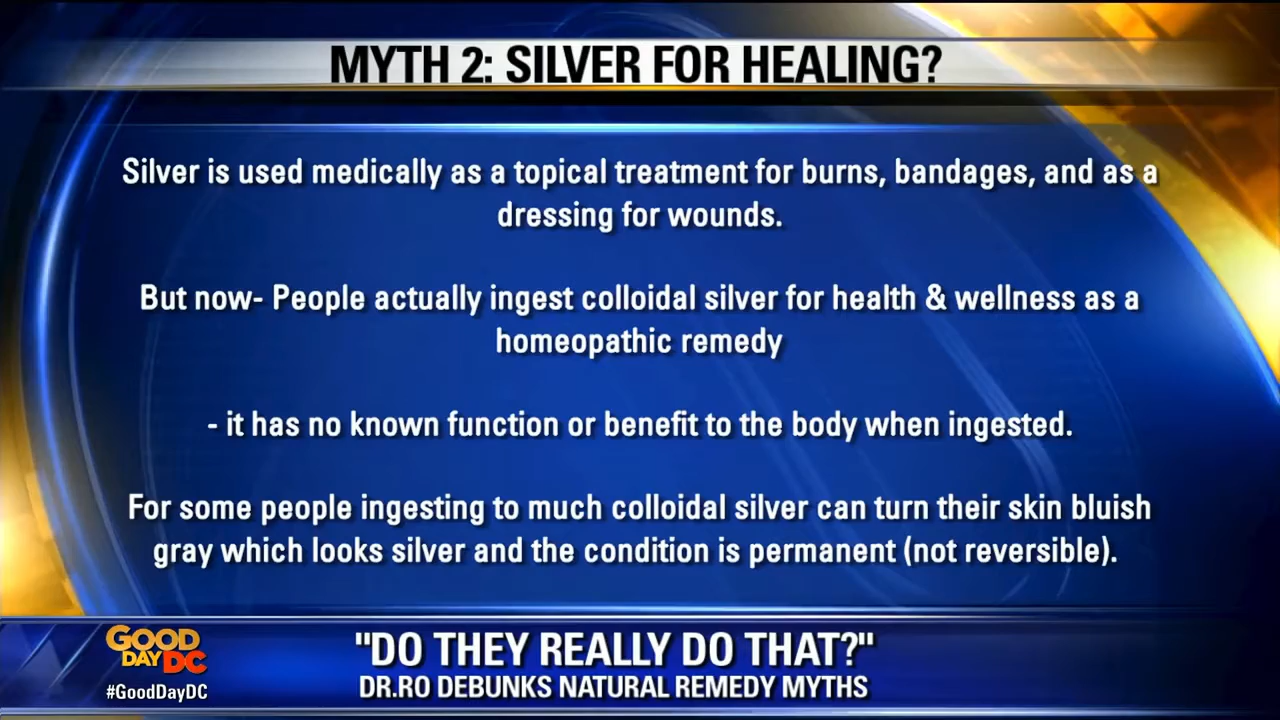 MYTH 2: SILVER FOR HEALING?
Silver is used medically as a topical treatment for burns, bandages, and as a
dressing for wounds.
But now- People actually ingest colloidal silver for health & wellness as a
homeopathic remedy
- it has no known function or benefit to the body when ingested.
For some people ingesting to much colloidal silver can turn their skin bluish
gray which looks silver and the condition is permanent (not reversible).
GOOD
DAY DC
#GoodDayDC
"DO THEY REALLY DO THAT?"
DR.RO DEBUNKS NATURAL REMEDY MYTHS